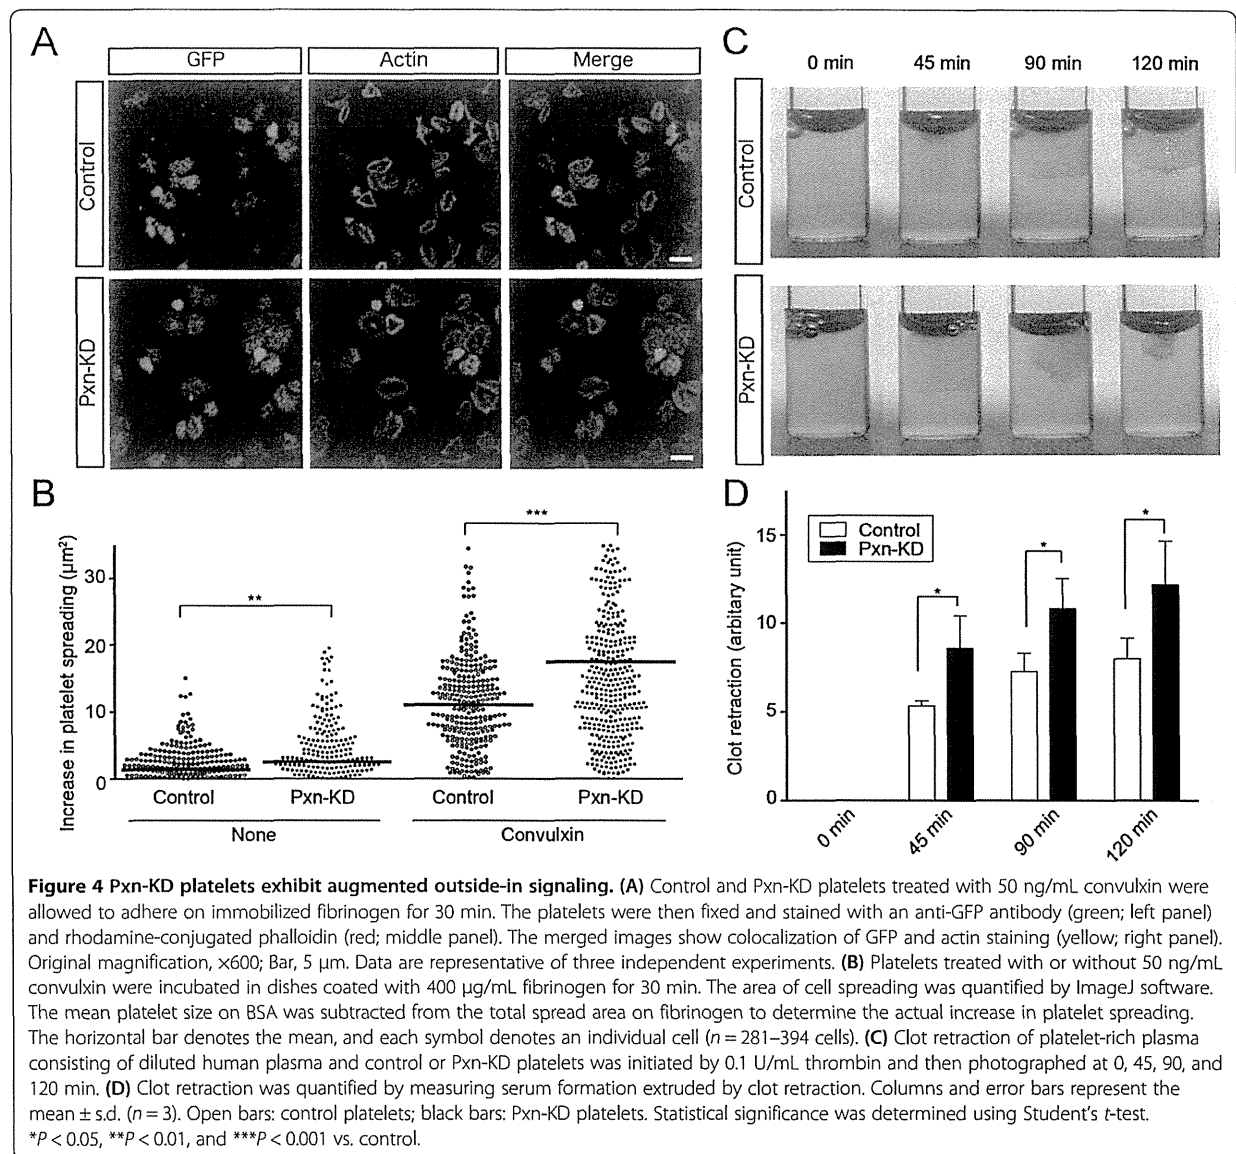 A
GFP
Actin
Merge
Control
Pxn-KD
C
0 min
45 min
90 min
120 min
Control
Pxn-KD
B
Increase in platelet spreading (µm²)
30
20
10
0
**
***
Control
Pxn-KD
Control
Pxn-KD
None
Convulxin
D
Clot retraction (arbitary unit)
15
10
5
0
Control
Pxn-KD
*
*
*
0 min
45 min
90 min
120 min
Figure 4 Pxn-KD platelets exhibit augmented outside-in signaling. (A) Control and Pxn-KD platelets treated with 50 ng/mL convulxin were
allowed to adhere on immobilized fibrinogen for 30 min. The platelets were then fixed and stained with an anti-GFP antibody (green; left panel)
and rhodamine-conjugated phalloidin (red; middle panel). The merged images show colocalization of GFP and actin staining (yellow; right panel).
Original magnification, ×600; Bar, 5 µm. Data are representative of three independent experiments. (B) Platelets treated with or without 50 ng/mL
convulxin were incubated in dishes coated with 400 µg/mL fibrinogen for 30 min. The area of cell spreading was quantified by ImageJ software.
The mean platelet size on BSA was subtracted from the total spread area on fibrinogen to determine the actual increase in platelet spreading.
The horizontal bar denotes the mean, and each symbol denotes an individual cell (n = 281–394 cells). (C) Clot retraction of platelet-rich plasma
consisting of diluted human plasma and control or Pxn-KD platelets was initiated by 0.1 U/mL thrombin and then photographed at 0, 45, 90, and
120 min. (D) Clot retraction was quantified by measuring serum formation extruded by clot retraction. Columns and error bars represent the
mean ± s.d. (n = 3). Open bars: control platelets; black bars: Pxn-KD platelets. Statistical significance was determined using Student's t-test.
*P < 0.05, **P < 0.01, and ***P < 0.001 vs. control.